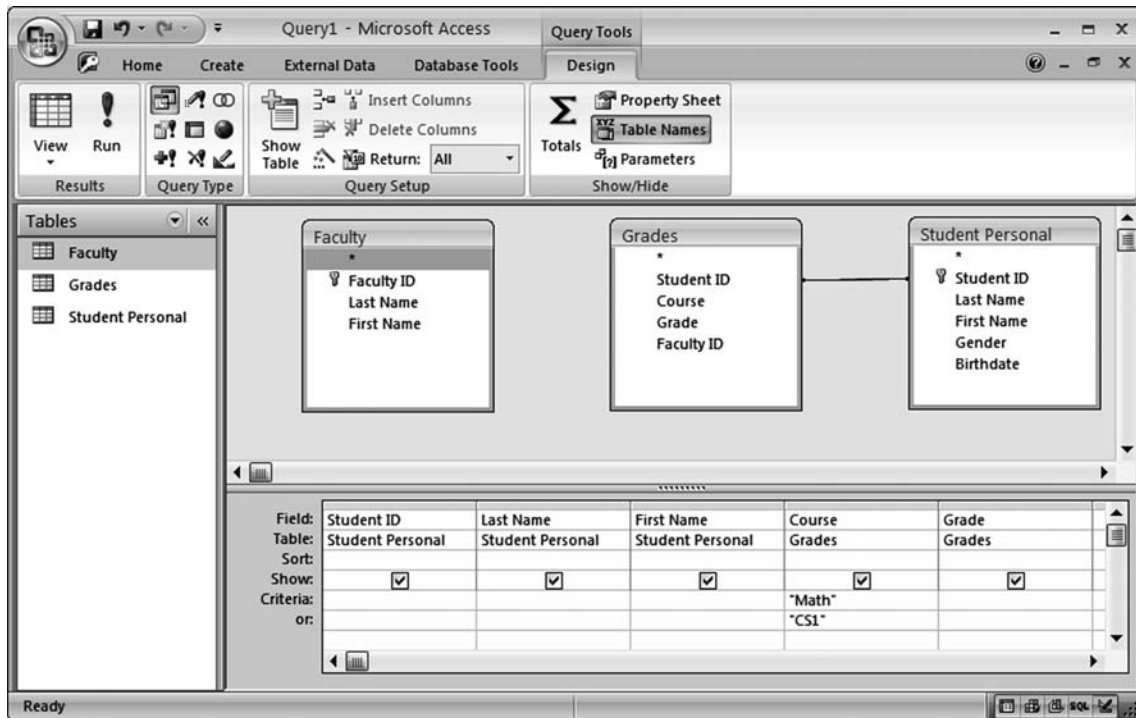 Query1 - Microsoft Access
Query Tools
Home Create External Data Database Tools Design
View
Run
Results
Query Type
Show
Table
Insert Columns
Delete Columns
Return: All
Query Setup
Totals
Property Sheet
Table Names
Parameters
Show/Hide
Tables
Faculty
Grades
Student Personal
Faculty
*
Faculty ID
Last Name
First Name
Grades
*
Student ID
Course
Grade
Faculty ID
Student Personal
*
Student ID
Last Name
First Name
Gender
Birthdate
Field: Student ID Last Name First Name Course Grade
Table: Student Personal Student Personal Student Personal Grades Grades
Sort:
Show:
Criteria: "Math"
or: "CS1"
Ready
SQL